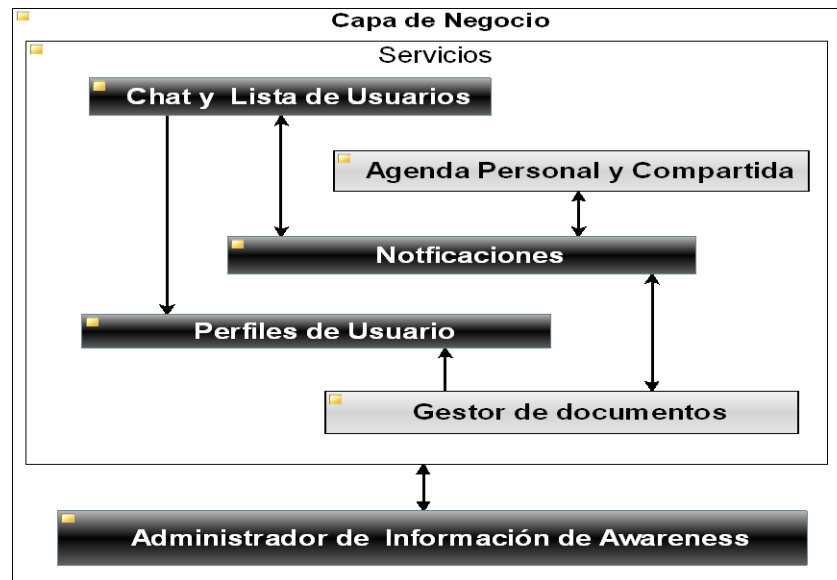 Capa de Negocio
Servicios
Chat y Lista de Usuarios
Agenda Personal y Compartida
Notficaciones
Perfiles de Usuario
Gestor de documentos
Administrador de Información de Awareness